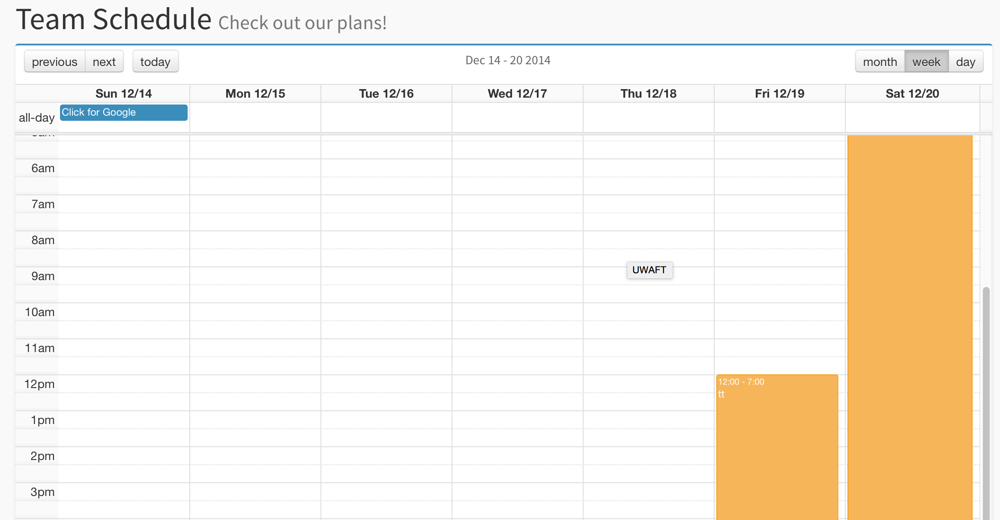 Team Schedule Check out our plans!
previous next today Dec 14 - 20 2014 month week day
Sun 12/14 Mon 12/15 Tue 12/16 Wed 12/17 Thu 12/18 Fri 12/19 Sat 12/20
all-day Click for Google
6am
7am
8am
UWAFT
9am
10am
11am
12pm 12:00 - 7:00
tt
1pm
2pm
3pm